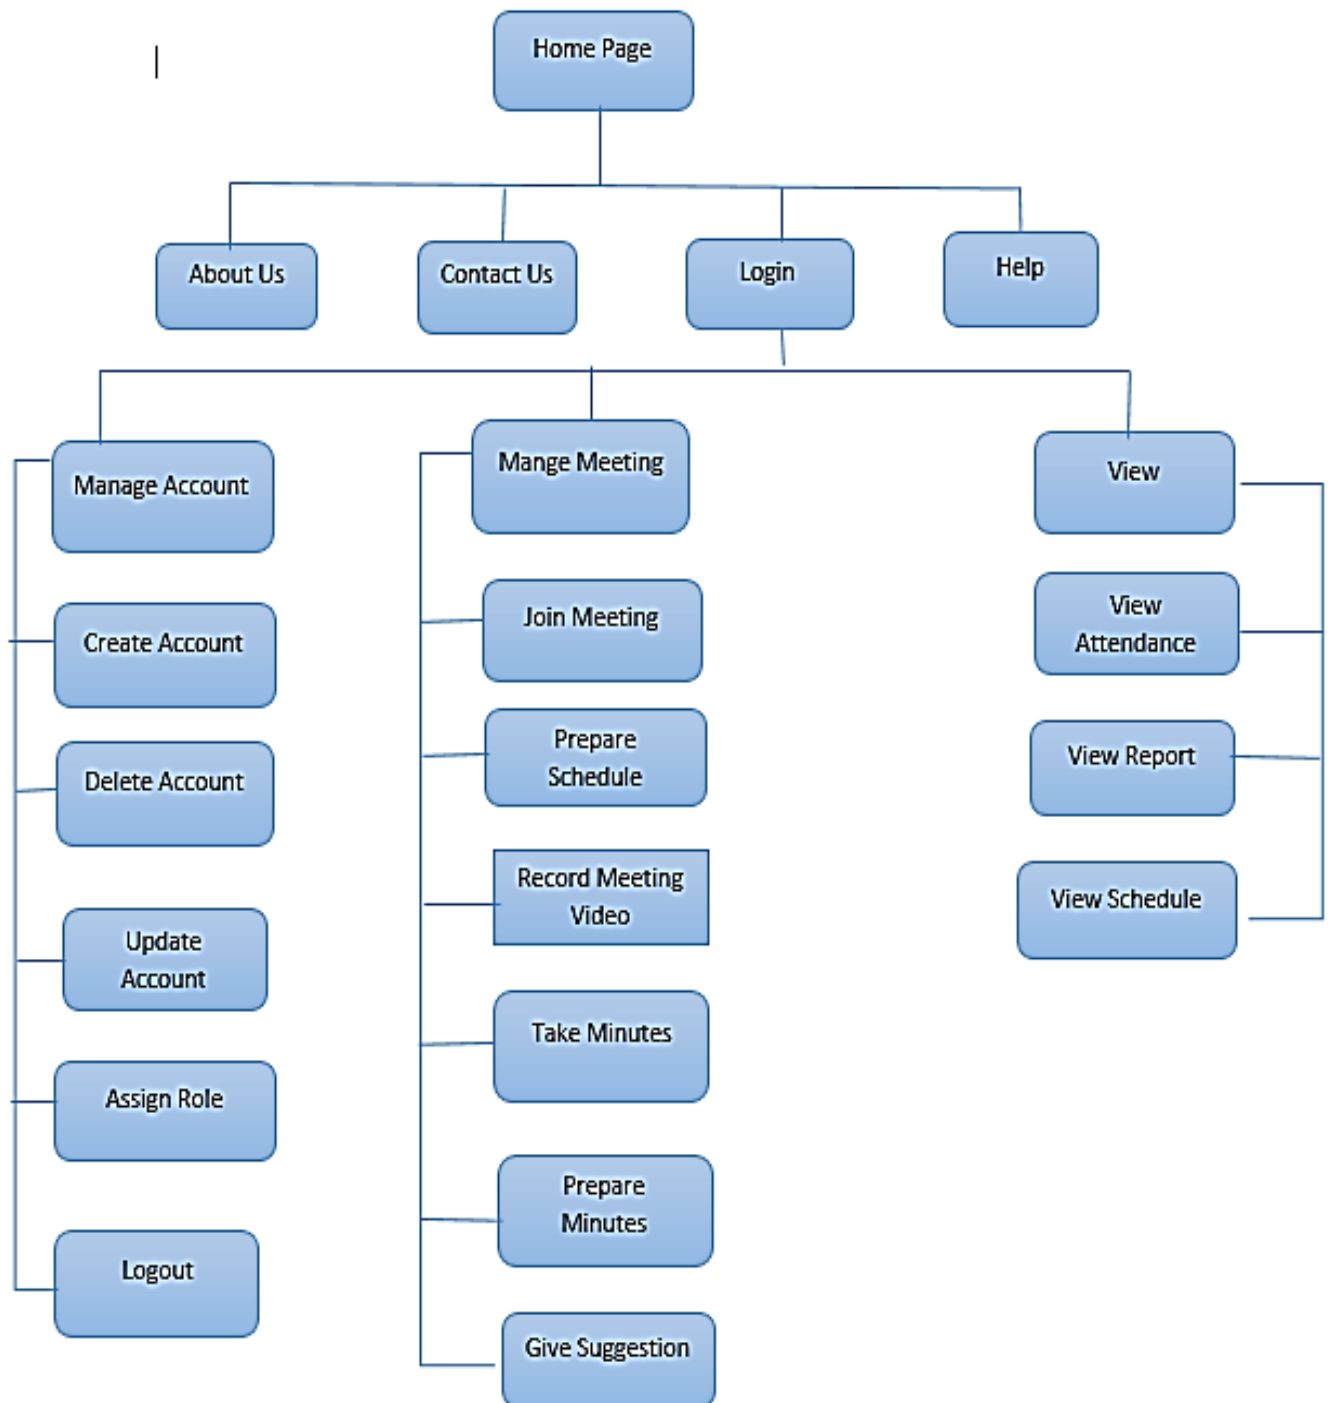 Home Page
About Us
Contact Us
Login
Help
Manage Account
Create Account
Delete Account
Update
Account
Assign Role
Logout
Mange Meeting
Join Meeting
Prepare
Schedule
Record Meeting
Video
Take Minutes
Prepare
Minutes
Give Suggestion
View
View
Attendance
View Report
View Schedule